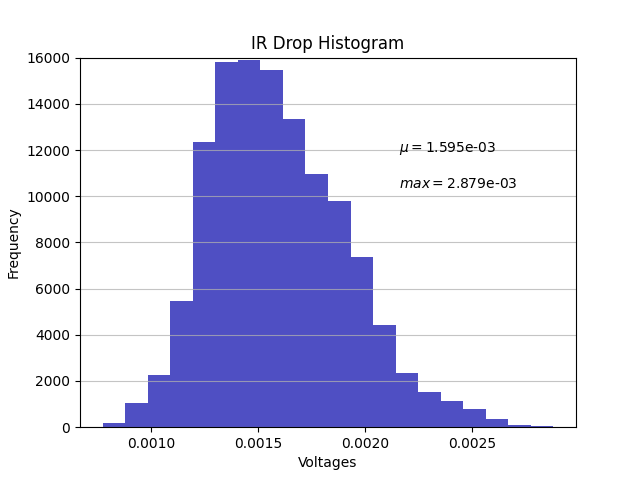 IR Drop Histogram
16000
14000
12000
10000
8000
6000
4000
2000
0
Frequency
μ = 1.595e-03
max = 2.879e-03
0.0010 0.0015 0.0020 0.0025
Voltages